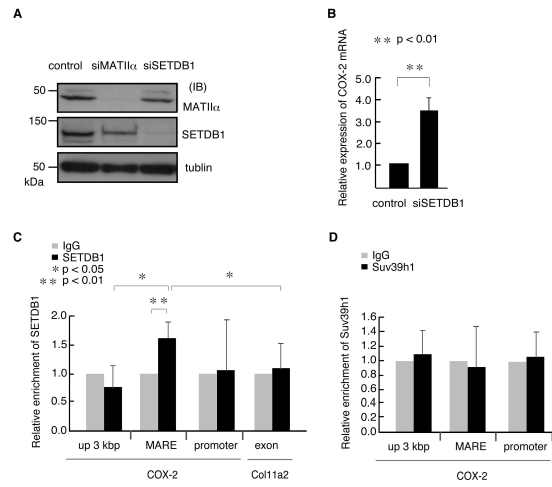 A
control siMATIIα siSETDB1
50
(IB)
MATIIα
150
SETDB1
50
tublin
kDa
B
** p < 0.01
**
Relative expression of COX-2 mRNA
5.0
4.0
3.0
2.0
1.0
control siSETDB1
C
IgG
SETDB1
* p < 0.05
** p < 0.01
*
*
**
Relative enrichment of SETDB1
2.0
1.5
1.0
0.5
0
up 3 kbp MARE promoter exon
COX-2 Col11a2
D
IgG
Suv39h1
Relative enrichment of Suv39h1
1.6
1.4
1.2
1.0
0.8
0.6
0.4
0.2
0.0
up 3 kbp MARE promoter
COX-2